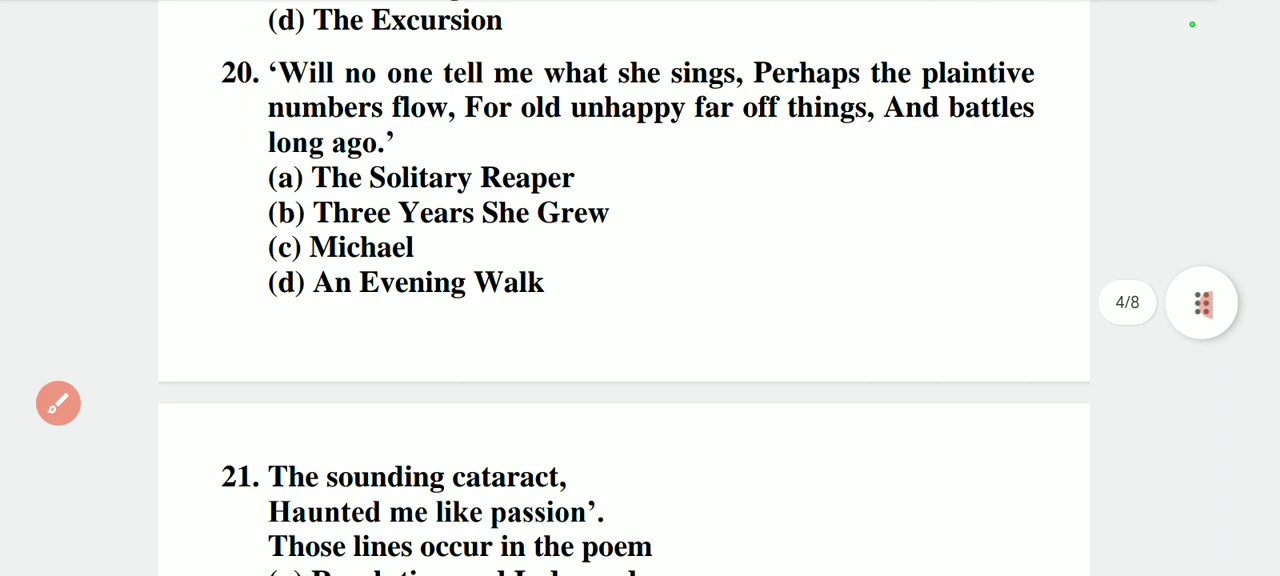 (d) The Excursion
20. ‘Will no one tell me what she sings, Perhaps the plaintive
numbers flow, For old unhappy far off things, And battles
long ago.’
(a) The Solitary Reaper
(b) Three Years She Grew
(c) Michael
(d) An Evening Walk
4/8
21. The sounding cataract,
Haunted me like passion’.
Those lines occur in the poem